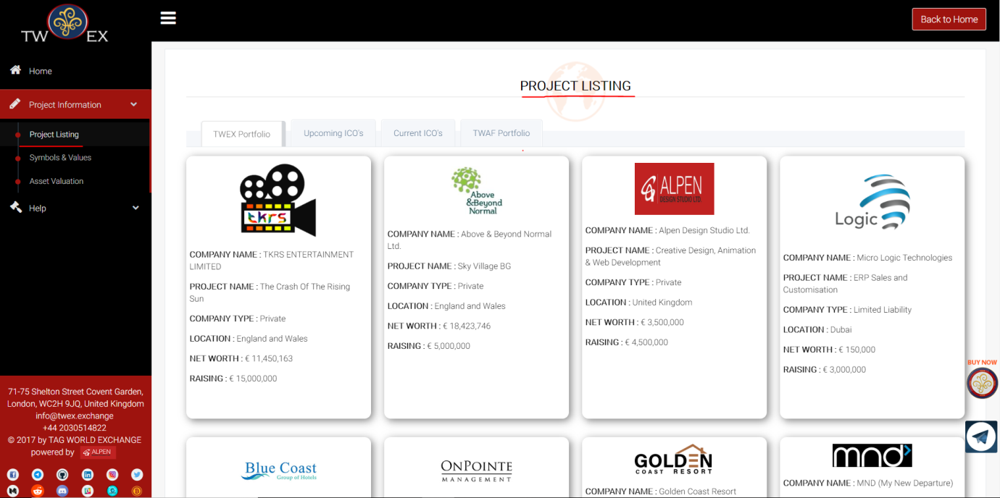 TW EX
Back to Home
Home
Project Information
Project Listing
Symbols & Values
Asset Valuation
Help
71-75 Shelton Street Covent Garden,
London, WC2H 9JQ, United Kingdom
info@twex.exchange
+44 2030514822
© 2017 by TAG WORLD EXCHANGE
powered by ALPEN
PROJECT LISTING
TWEX Portfolio
Upcoming ICO's
Current ICO's
TWAF Portfolio
tkrs
COMPANY NAME : TKRS ENTERTAINMENT
LIMITED
PROJECT NAME : The Crash Of The Rising
Sun
COMPANY TYPE : Private
LOCATION : England and Wales
NET WORTH : € 11,450,163
RAISING : € 15,000,000
Above
&Beyond
Normal
COMPANY NAME : Above & Beyond Normal
Ltd.
PROJECT NAME : Sky Village BG
COMPANY TYPE : Private
LOCATION : England and Wales
NET WORTH : € 18,423,746
RAISING : € 5,000,000
ALPEN
DESIGN STUDIO LTD.
COMPANY NAME : Alpen Design Studio Ltd.
PROJECT NAME : Creative Design, Animation
& Web Development
COMPANY TYPE : Private
LOCATION : United Kingdom
NET WORTH : € 3,500,000
RAISING : € 4,500,000
Logic
COMPANY NAME : Micro Logic Technologies
PROJECT NAME : ERP Sales and
Customisation
COMPANY TYPE : Limited Liability
LOCATION : Dubai
NET WORTH : € 150,000
RAISING : € 3,000,000
BUY NOW
Blue Coast
Group of Hotels
ONPOINTE
MANAGEMENT
GOLDEN
COAST RESORT
COMPANY NAME : Golden Coast Resort
mnd
COMPANY NAME : MND (My New Departure)